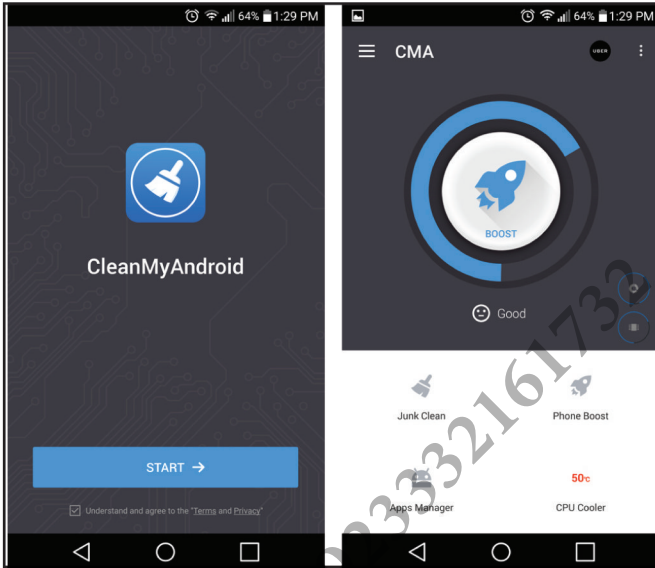 64% 1:29 PM
CleanMyAndroid
START →
Understand and agree to the "Terms and Privacy"
64% 1:29 PM
CMA
UBER
BOOST
Good
Junk Clean
Phone Boost
50°C
Apps Manager
CPU Cooler